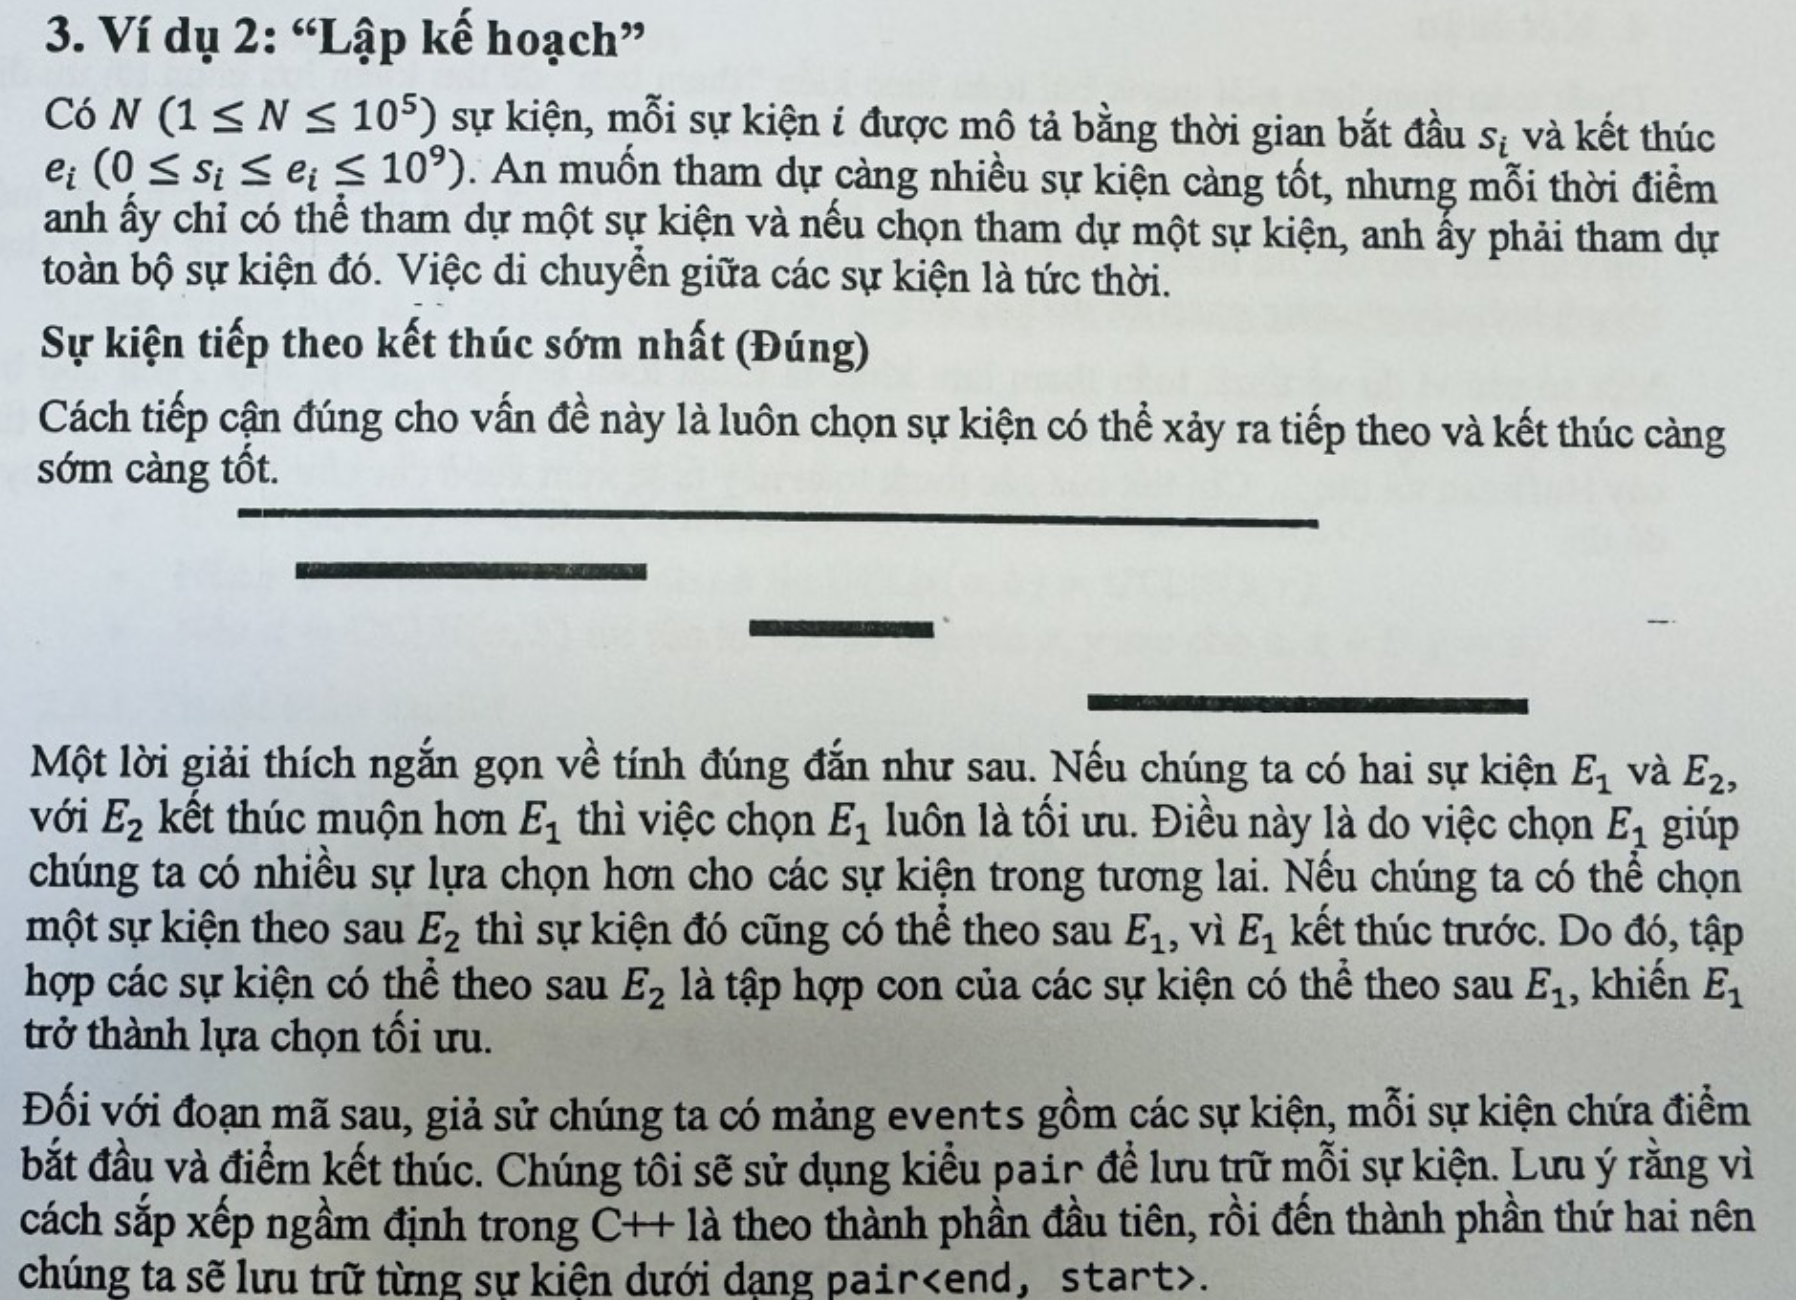 3. Ví dụ 2: “Lập kế hoạch”
Có N (1 ≤ N ≤ 10⁵) sự kiện, mỗi sự kiện i được mô tả bằng thời gian bắt đầu sᵢ và kết thúc
eᵢ (0 ≤ sᵢ ≤ eᵢ ≤ 10⁹). An muốn tham dự càng nhiều sự kiện càng tốt, nhưng mỗi thời điểm
anh ấy chỉ có thể tham dự một sự kiện và nếu chọn tham dự một sự kiện, anh ấy phải tham dự
toàn bộ sự kiện đó. Việc di chuyển giữa các sự kiện là tức thời.
Sự kiện tiếp theo kết thúc sớm nhất (Đúng)
Cách tiếp cận đúng cho vấn đề này là luôn chọn sự kiện có thể xảy ra tiếp theo và kết thúc càng
sớm càng tốt.
Một lời giải thích ngắn gọn về tính đúng đắn như sau. Nếu chúng ta có hai sự kiện E₁ và E₂,
với E₂ kết thúc muộn hơn E₁ thì việc chọn E₁ luôn là tối ưu. Điều này là do việc chọn E₁ giúp
chúng ta có nhiều sự lựa chọn hơn cho các sự kiện trong tương lai. Nếu chúng ta có thể chọn
một sự kiện theo sau E₂ thì sự kiện đó cũng có thể theo sau E₁, vì E₁ kết thúc trước. Do đó, tập
hợp các sự kiện có thể theo sau E₂ là tập hợp con của các sự kiện có thể theo sau E₁, khiến E₁
trở thành lựa chọn tối ưu.
Đối với đoạn mã sau, giả sử chúng ta có mảng events gồm các sự kiện, mỗi sự kiện chứa điểm
bắt đầu và điểm kết thúc. Chúng tôi sẽ sử dụng kiểu pair để lưu trữ mỗi sự kiện. Lưu ý rằng vì
cách sắp xếp ngầm định trong C++ là theo thành phần đầu tiên, rồi đến thành phần thứ hai nên
chúng ta sẽ lưu trữ từng sự kiện dưới dạng pair<end, start>.